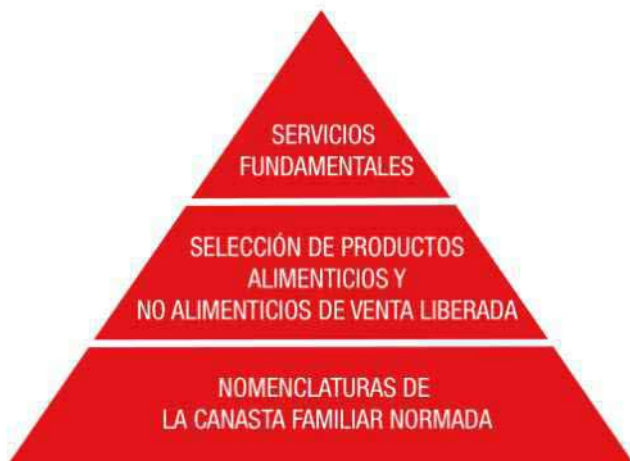 SERVICIOS
FUNDAMENTALES
SELECCIÓN DE PRODUCTOS
ALIMENTICIOS Y
NO ALIMENTICIOS DE VENTA LIBERADA
NOMENCLATURAS DE
LA CANASTA FAMILIAR NORMADA